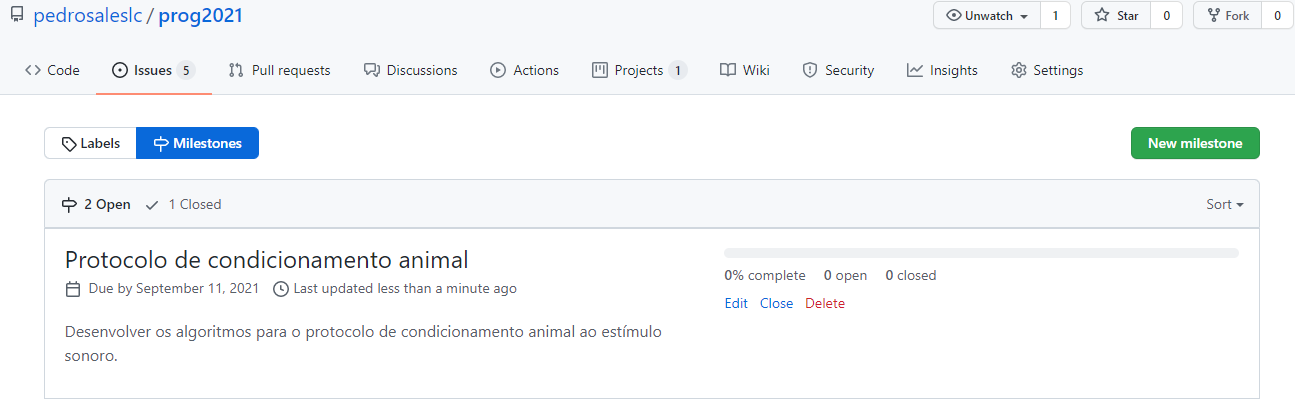 pedrosaleslc / prog2021
Unwatch 1 Star 0 Fork 0
Code Issues 5 Pull requests Discussions Actions Projects 1 Wiki Security Insights Settings
Labels Milestones New milestone
2 Open 1 Closed Sort
Protocolo de condicionamento animal
Due by September 11, 2021 Last updated less than a minute ago
Desenvolver os algoritmos para o protocolo de condicionamento animal ao estímulo
sonoro.
0% complete 0 open 0 closed
Edit Close Delete